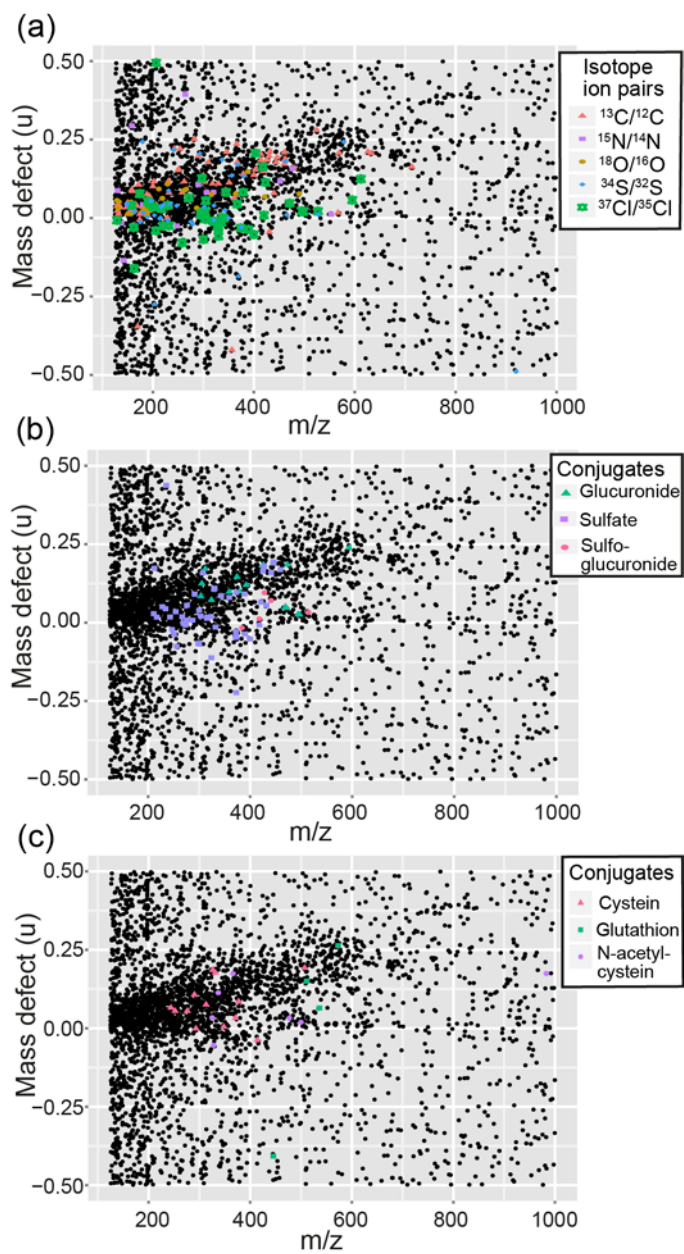 (a)
Mass defect (u)
0.50
0.25
0.00
−0.25
−0.50
200
400
600
800
1000
m/z
Isotope
ion pairs
¹³C/¹²C
¹⁵N/¹⁴N
¹⁸O/¹⁶O
³⁴S/³²S
³⁷Cl/³⁵Cl
(b)
Mass defect (u)
0.50
0.25
0.00
−0.25
−0.50
200
400
600
800
1000
m/z
Conjugates
Glucuronide
Sulfate
Sulfo-
glucuronide
(c)
Mass defect (u)
0.50
0.25
0.00
−0.25
−0.50
200
400
600
800
1000
m/z
Conjugates
Cystein
Glutathion
N-acetyl-
cystein